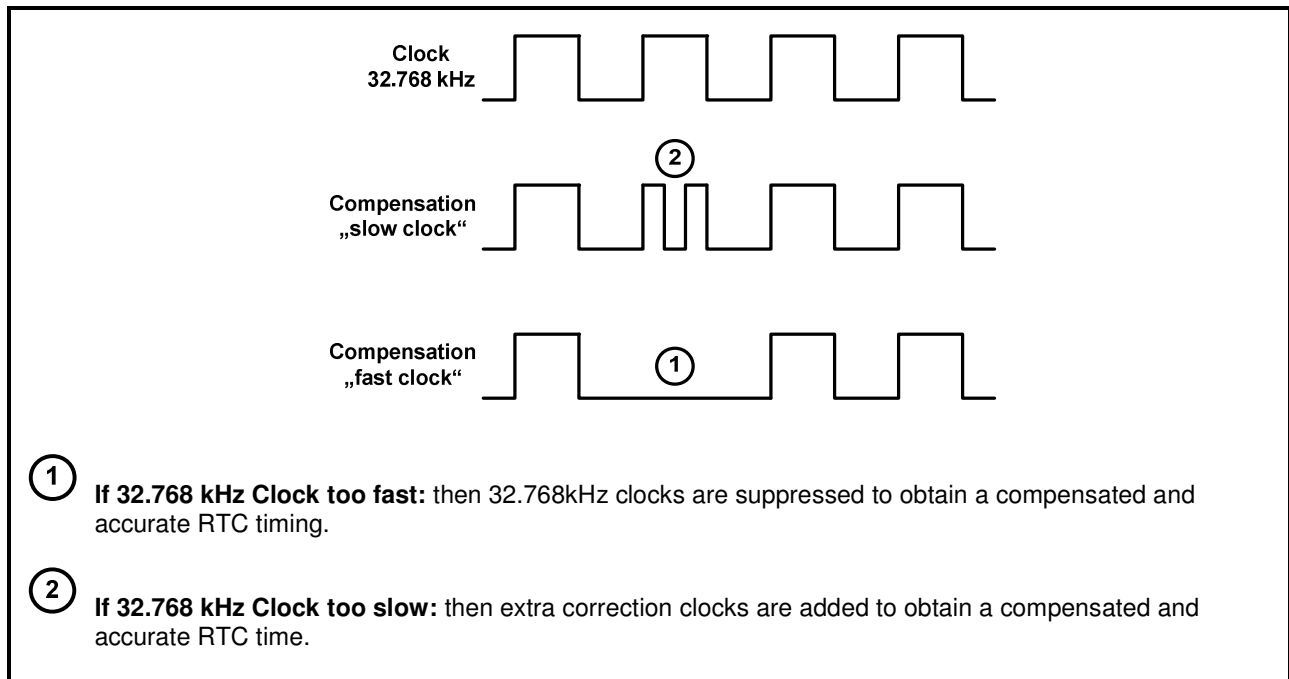 Clock
32.768 kHz
2
Compensation
„slow clock“
Compensation
„fast clock“
1
1
If 32.768 kHz Clock too fast: then 32.768kHz clocks are suppressed to obtain a compensated and
accurate RTC timing.
2
If 32.768 kHz Clock too slow: then extra correction clocks are added to obtain a compensated and
accurate RTC time.